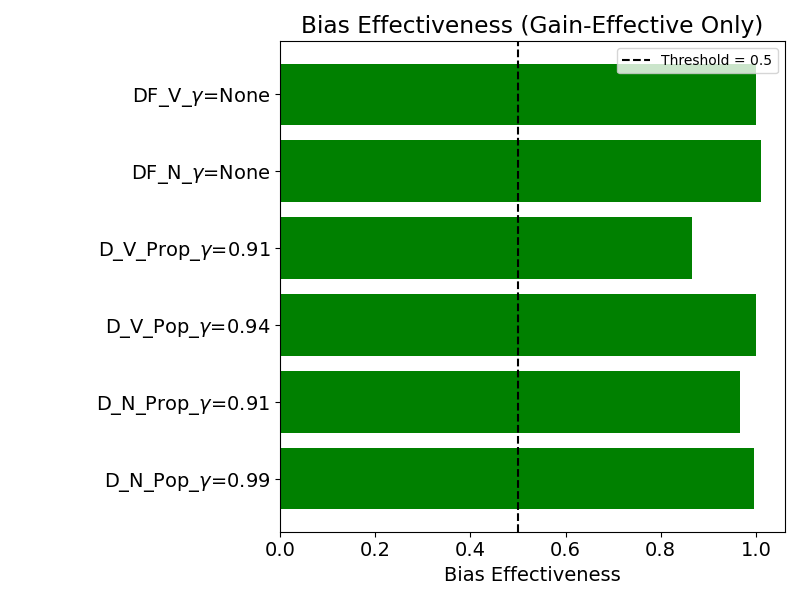 Bias Effectiveness (Gain-Effective Only)
Threshold = 0.5
DF_V_γ=None
DF_N_γ=None
D_V_Prop_γ=0.91
D_V_Pop_γ=0.94
D_N_Prop_γ=0.91
D_N_Pop_γ=0.99
0.0 0.2 0.4 0.6 0.8 1.0
Bias Effectiveness